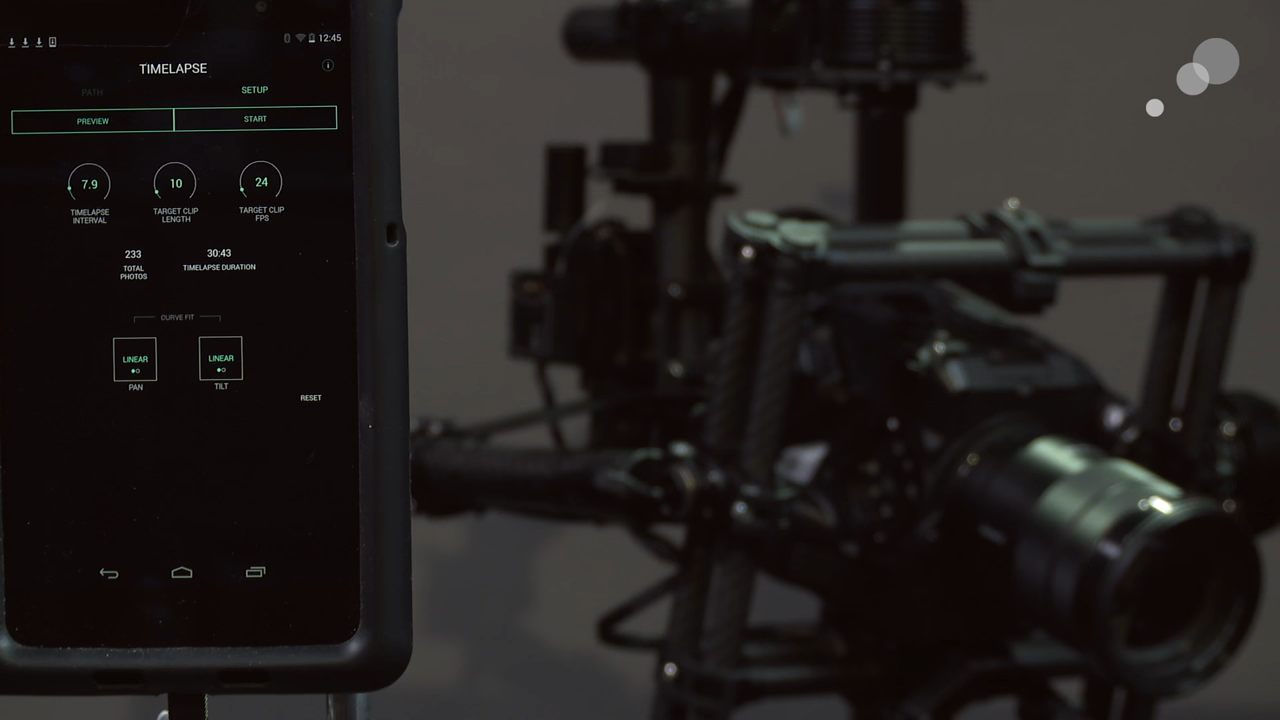 12:45
TIMELAPSE
PATH
SETUP
PREVIEW
START
7.9
10
24
TIMELAPSE
INTERVAL
TARGET CLIP
LENGTH
TARGET CLIP
FPS
233
30:43
TOTAL
PHOTOS
TIMELAPSE DURATION
CURVE FIT
LINEAR
LINEAR
PAN
TILT
RESET